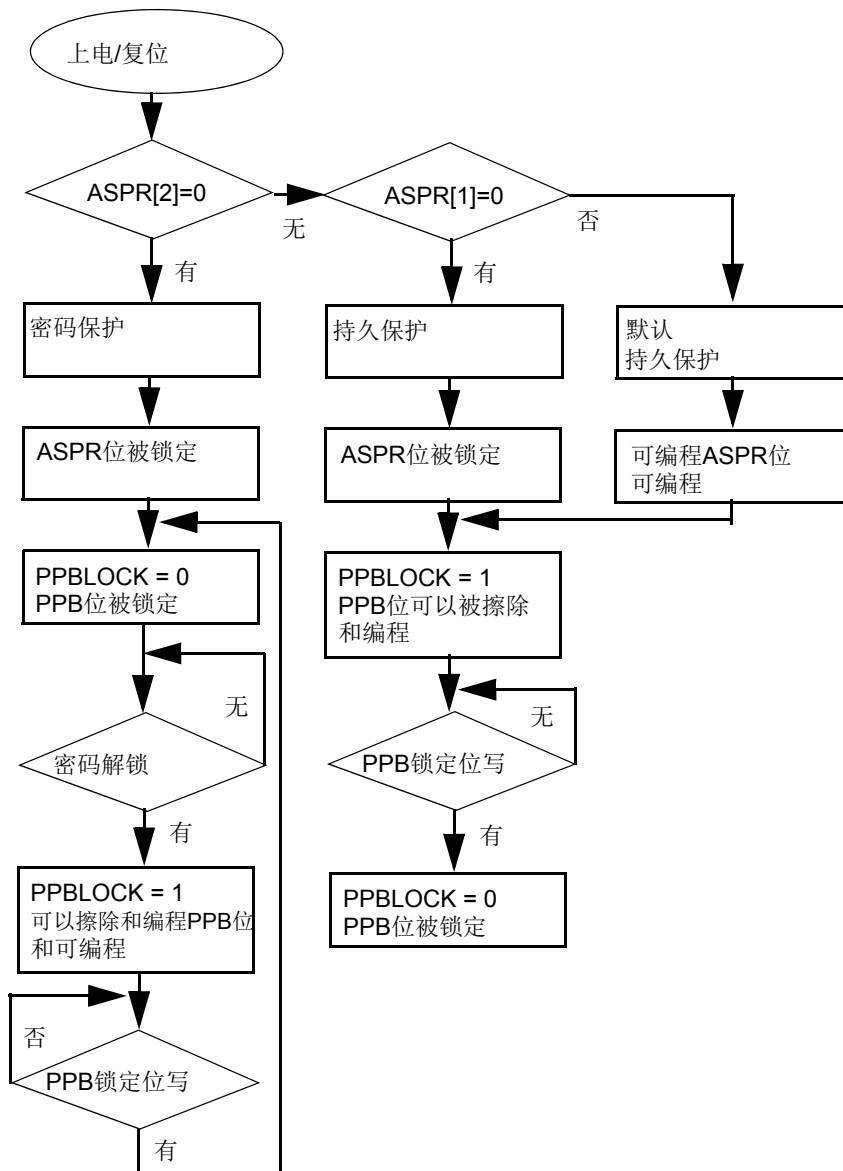 上电/复位
ASPR[2]=0
无
ASPR[1]=0
否
有
有
密码保护
持久保护
默认
持久保护
ASPR位被锁定
ASPR位被锁定
可编程ASPR位
可编程
PPBLOCK = 0
PPB位被锁定
PPBLOCK = 1
PPB位可以被擦除
和编程
无
密码解锁
无
PPB锁定位写
有
有
PPBLOCK = 1
可以擦除和编程PPB位
和可编程
PPBLOCK = 0
PPB位被锁定
否
PPB锁定位写
有